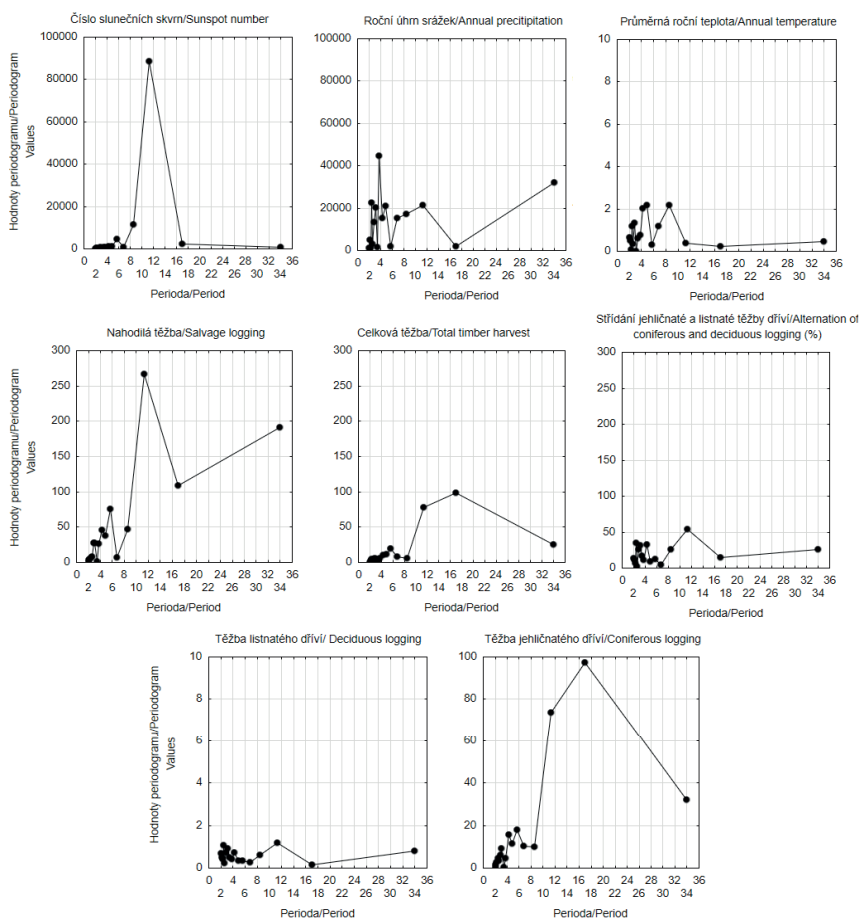 Číslo slunečních skvrn/Sunspot number
Hodnoty periodogramu/Periodogram
Values
100000
80000
60000
40000
20000
0
0 4 8 12 16 20 24 28 32 36
2 6 10 14 18 22 26 30 34
Perioda/Period
Roční úhrn srážek/Annual precitipitation
100000
80000
60000
40000
20000
0
0 4 8 12 16 20 24 28 32 36
2 6 10 14 18 22 26 30 34
Perioda/Period
Průměrná roční teplota/Annual temperature
10
8
6
4
2
0
0 4 8 12 16 20 24 28 32 36
2 6 10 14 18 22 26 30 34
Perioda/Period
Nahodilá těžba/Salvage logging
Hodnoty periodogramu/Periodogram
Values
300
250
200
150
100
50
0
0 4 8 12 16 20 24 28 32 36
2 6 10 14 18 22 26 30 34
Perioda/Period
Celková těžba/Total timber harvest
300
250
200
150
100
50
0
0 4 8 12 16 20 24 28 32 36
2 6 10 14 18 22 26 30 34
Perioda/Period
Střídání jehličnaté a listnaté těžby dříví/Alternation of
coniferous and deciduous logging (%)
300
250
200
150
100
50
0
0 4 8 12 16 20 24 28 32 36
2 6 10 14 18 22 26 30 34
Perioda/Period
Těžba listnatého dříví/ Deciduous logging
Hodnoty periodogramu/Periodogram
Values
10
8
6
4
2
0
0 4 8 12 16 20 24 28 32 36
2 6 10 14 18 22 26 30 34
Perioda/Period
Těžba jehličnatého dříví/Coniferous logging
100
80
60
40
20
0
0 4 8 12 16 20 24 28 32 36
2 6 10 14 18 22 26 30 34
Perioda/Period